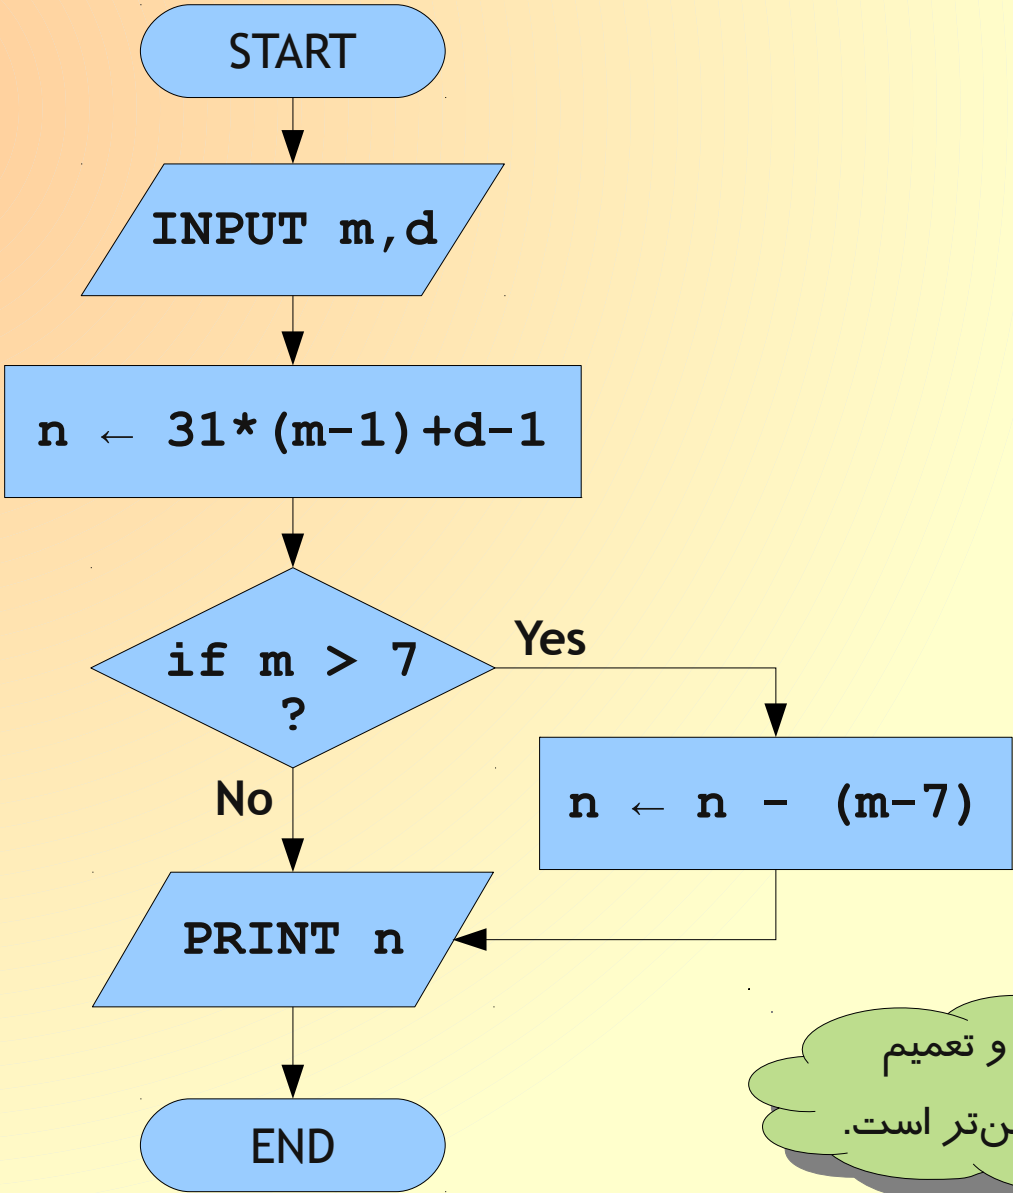 START
INPUT m,d
n ← 31*(m-1)+d-1
if m > 7
?
Yes
No
n ← n - (m-7)
PRINT n
END
و تعمیم
تر است.